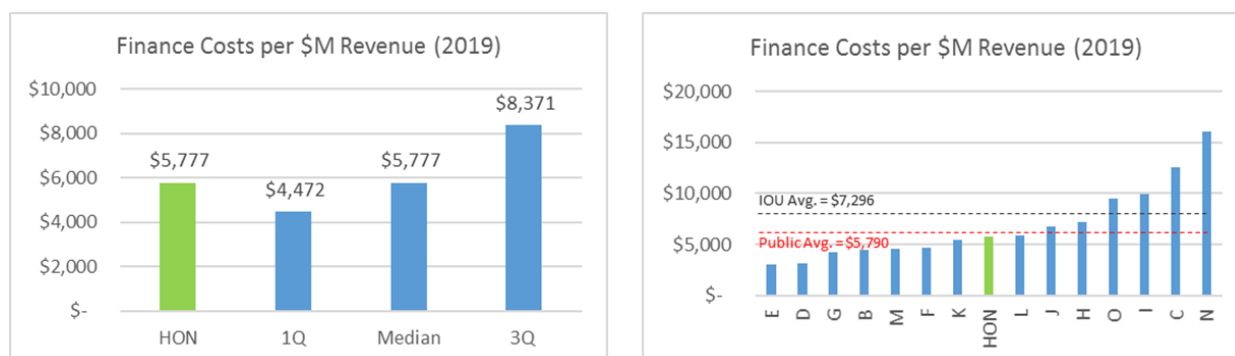 Finance Costs per $M Revenue (2019)
$10,000
$8,000
$6,000
$4,000
$2,000
$-
$5,777
$4,472
$5,777
$8,371
HON 1Q Median 3Q
Finance Costs per $M Revenue (2019)
$20,000
$15,000
$10,000
$5,000
$-
IOU Avg. = $7,296
Public Avg. = $5,790
E D G B M F K HON L J H O I C N